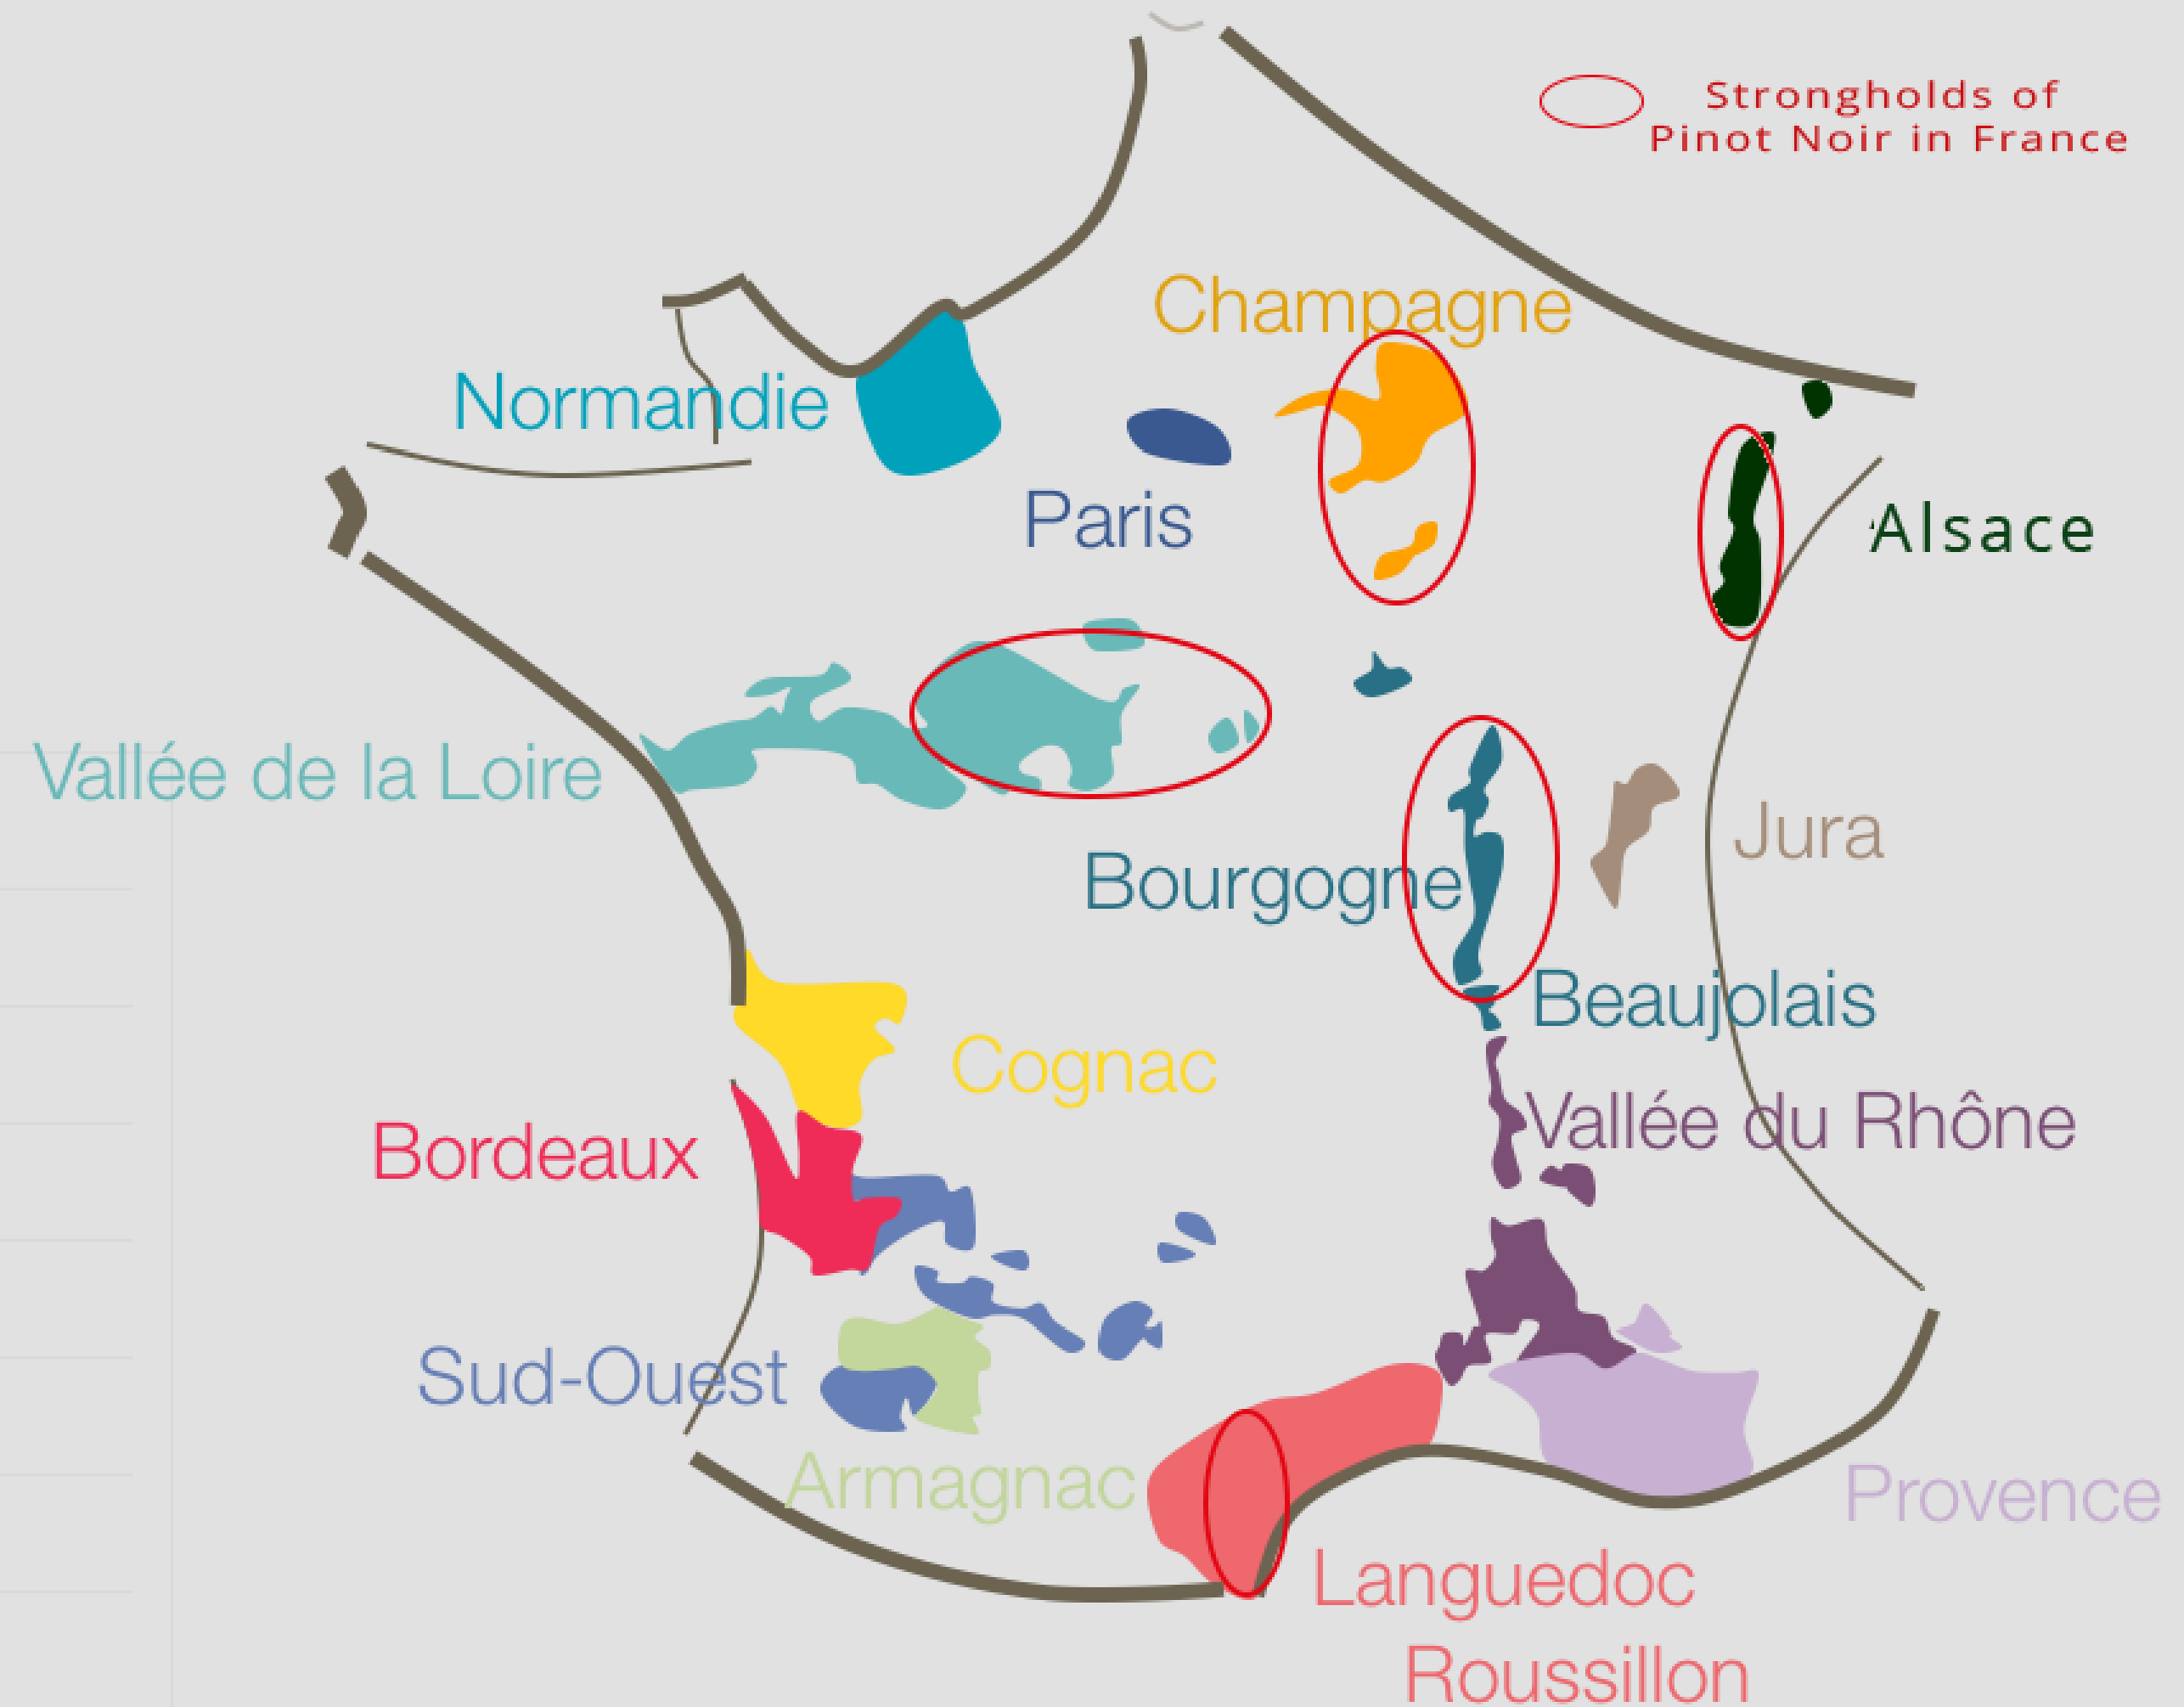 Strongholds of
Pinot Noir in France
Champagne
Normandie
Paris
Alsace
Vallée de la Loire
Jura
Bourgogne
Beaujolais
Cognac
Vallée du Rhône
Bordeaux
Sud-Ouest
Armagnac
Provence
Languedoc
Roussillon